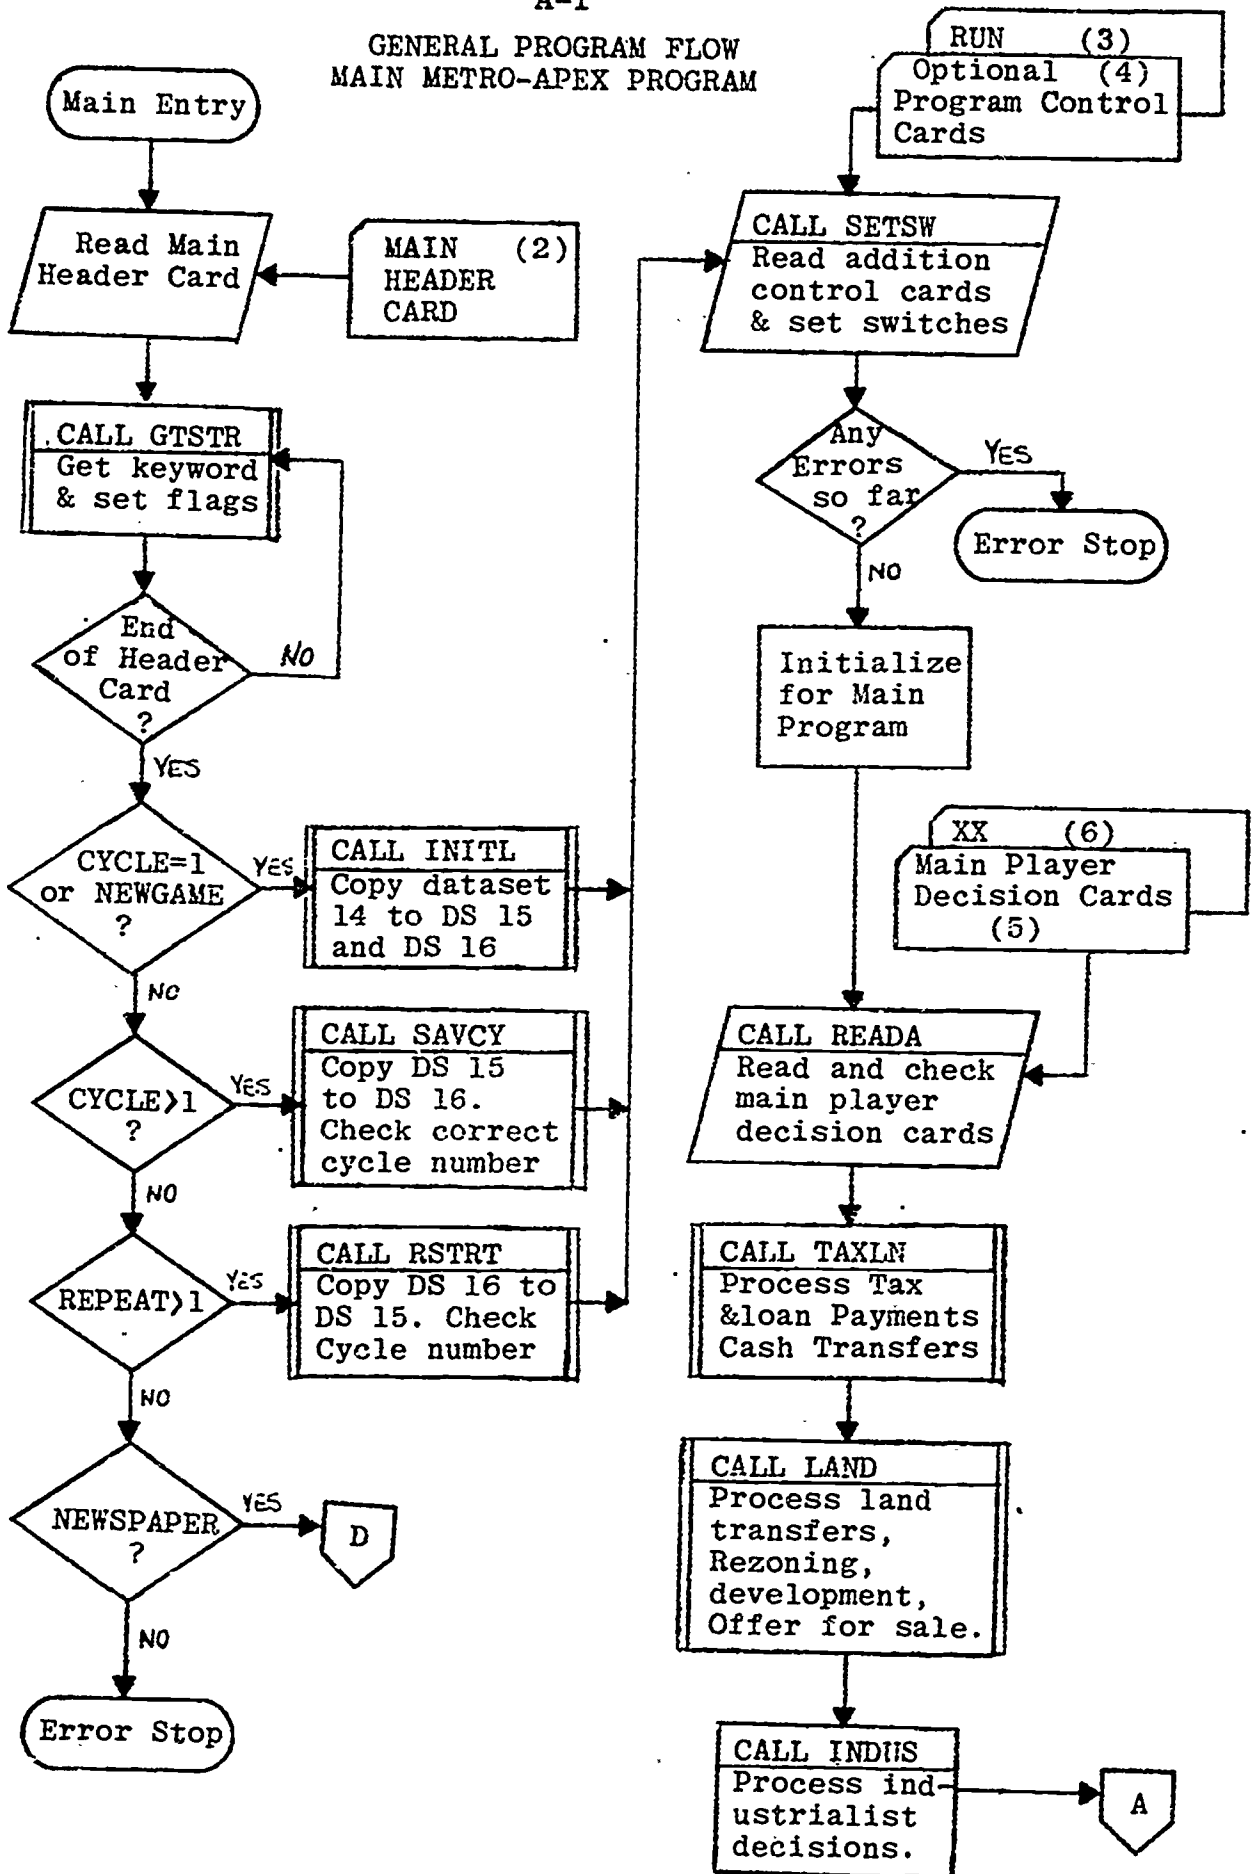 A-1
GENERAL PROGRAM FLOW
MAIN METRO-APEX PROGRAM
Main Entry
Read Main
Header Card
MAIN (2)
HEADER
CARD
CALL GTSTR
Get keyword
& set flags
End
of Header
Card
?
NO
YES
CYCLE=1
or NEWGAME
?
YES
CALL INITL
Copy dataset
14 to DS 15
and DS 16
NO
CYCLE>1
?
YES
CALL SAVCY
Copy DS 15
to DS 16.
Check correct
cycle number
NO
REPEAT>1
YES
CALL RSTRT
Copy DS 16 to
DS 15. Check
Cycle number
NO
NEWSPAPER
?
YES
D
NO
Error Stop
RUN (3)
Optional (4)
Program Control
Cards
CALL SETSW
Read addition
control cards
& set switches
Any
Errors
so far
?
YES
Error Stop
NO
Initialize
for Main
Program
XX (6)
Main Player
Decision Cards
(5)
CALL READA
Read and check
main player
decision cards
CALL TAXLN
Process Tax
&loan Payments
Cash Transfers
CALL LAND
Process land
transfers,
Rezoning,
development,
Offer for sale.
CALL INDUS
Process ind-
ustrialist
decisions.
A